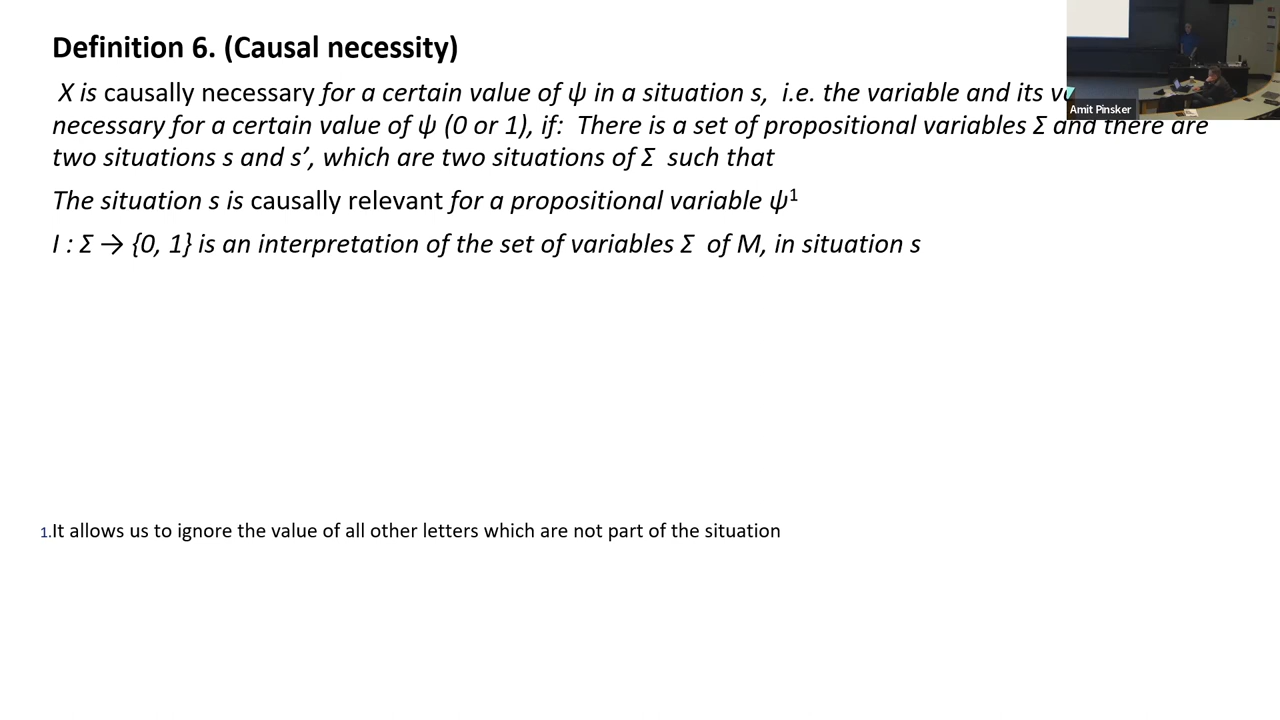 Definition 6. (Causal necessity)
X is causally necessary for a certain value of ψ in a situation s, i.e. the variable and its
necessary for a certain value of ψ (0 or 1), if: There is a set of propositional variables Σ and there are
two situations s and s’, which are two situations of Σ such that
The situation s is causally relevant for a propositional variable ψ¹
I : Σ → {0, 1} is an interpretation of the set of variables Σ of M, in situation s
Amit Pinsker
1.It allows us to ignore the value of all other letters which are not part of the situation